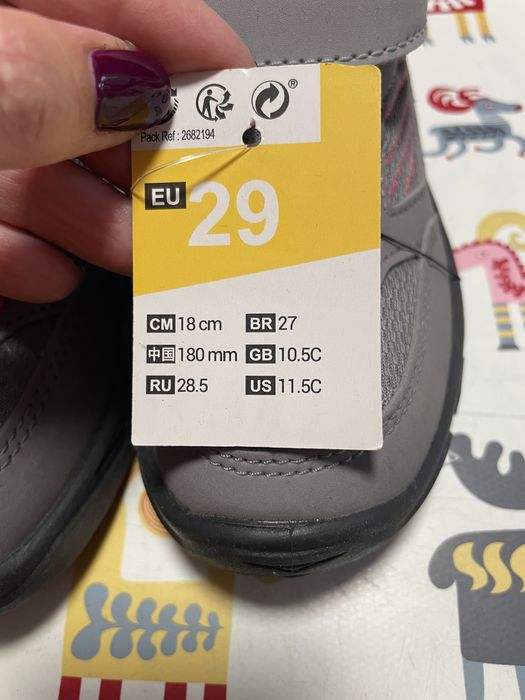 ®
Pack Ref : 2682194
EU 29
CM 18 cm BR 27
中国 180 mm GB 10.5C
RU 28.5 US 11.5C